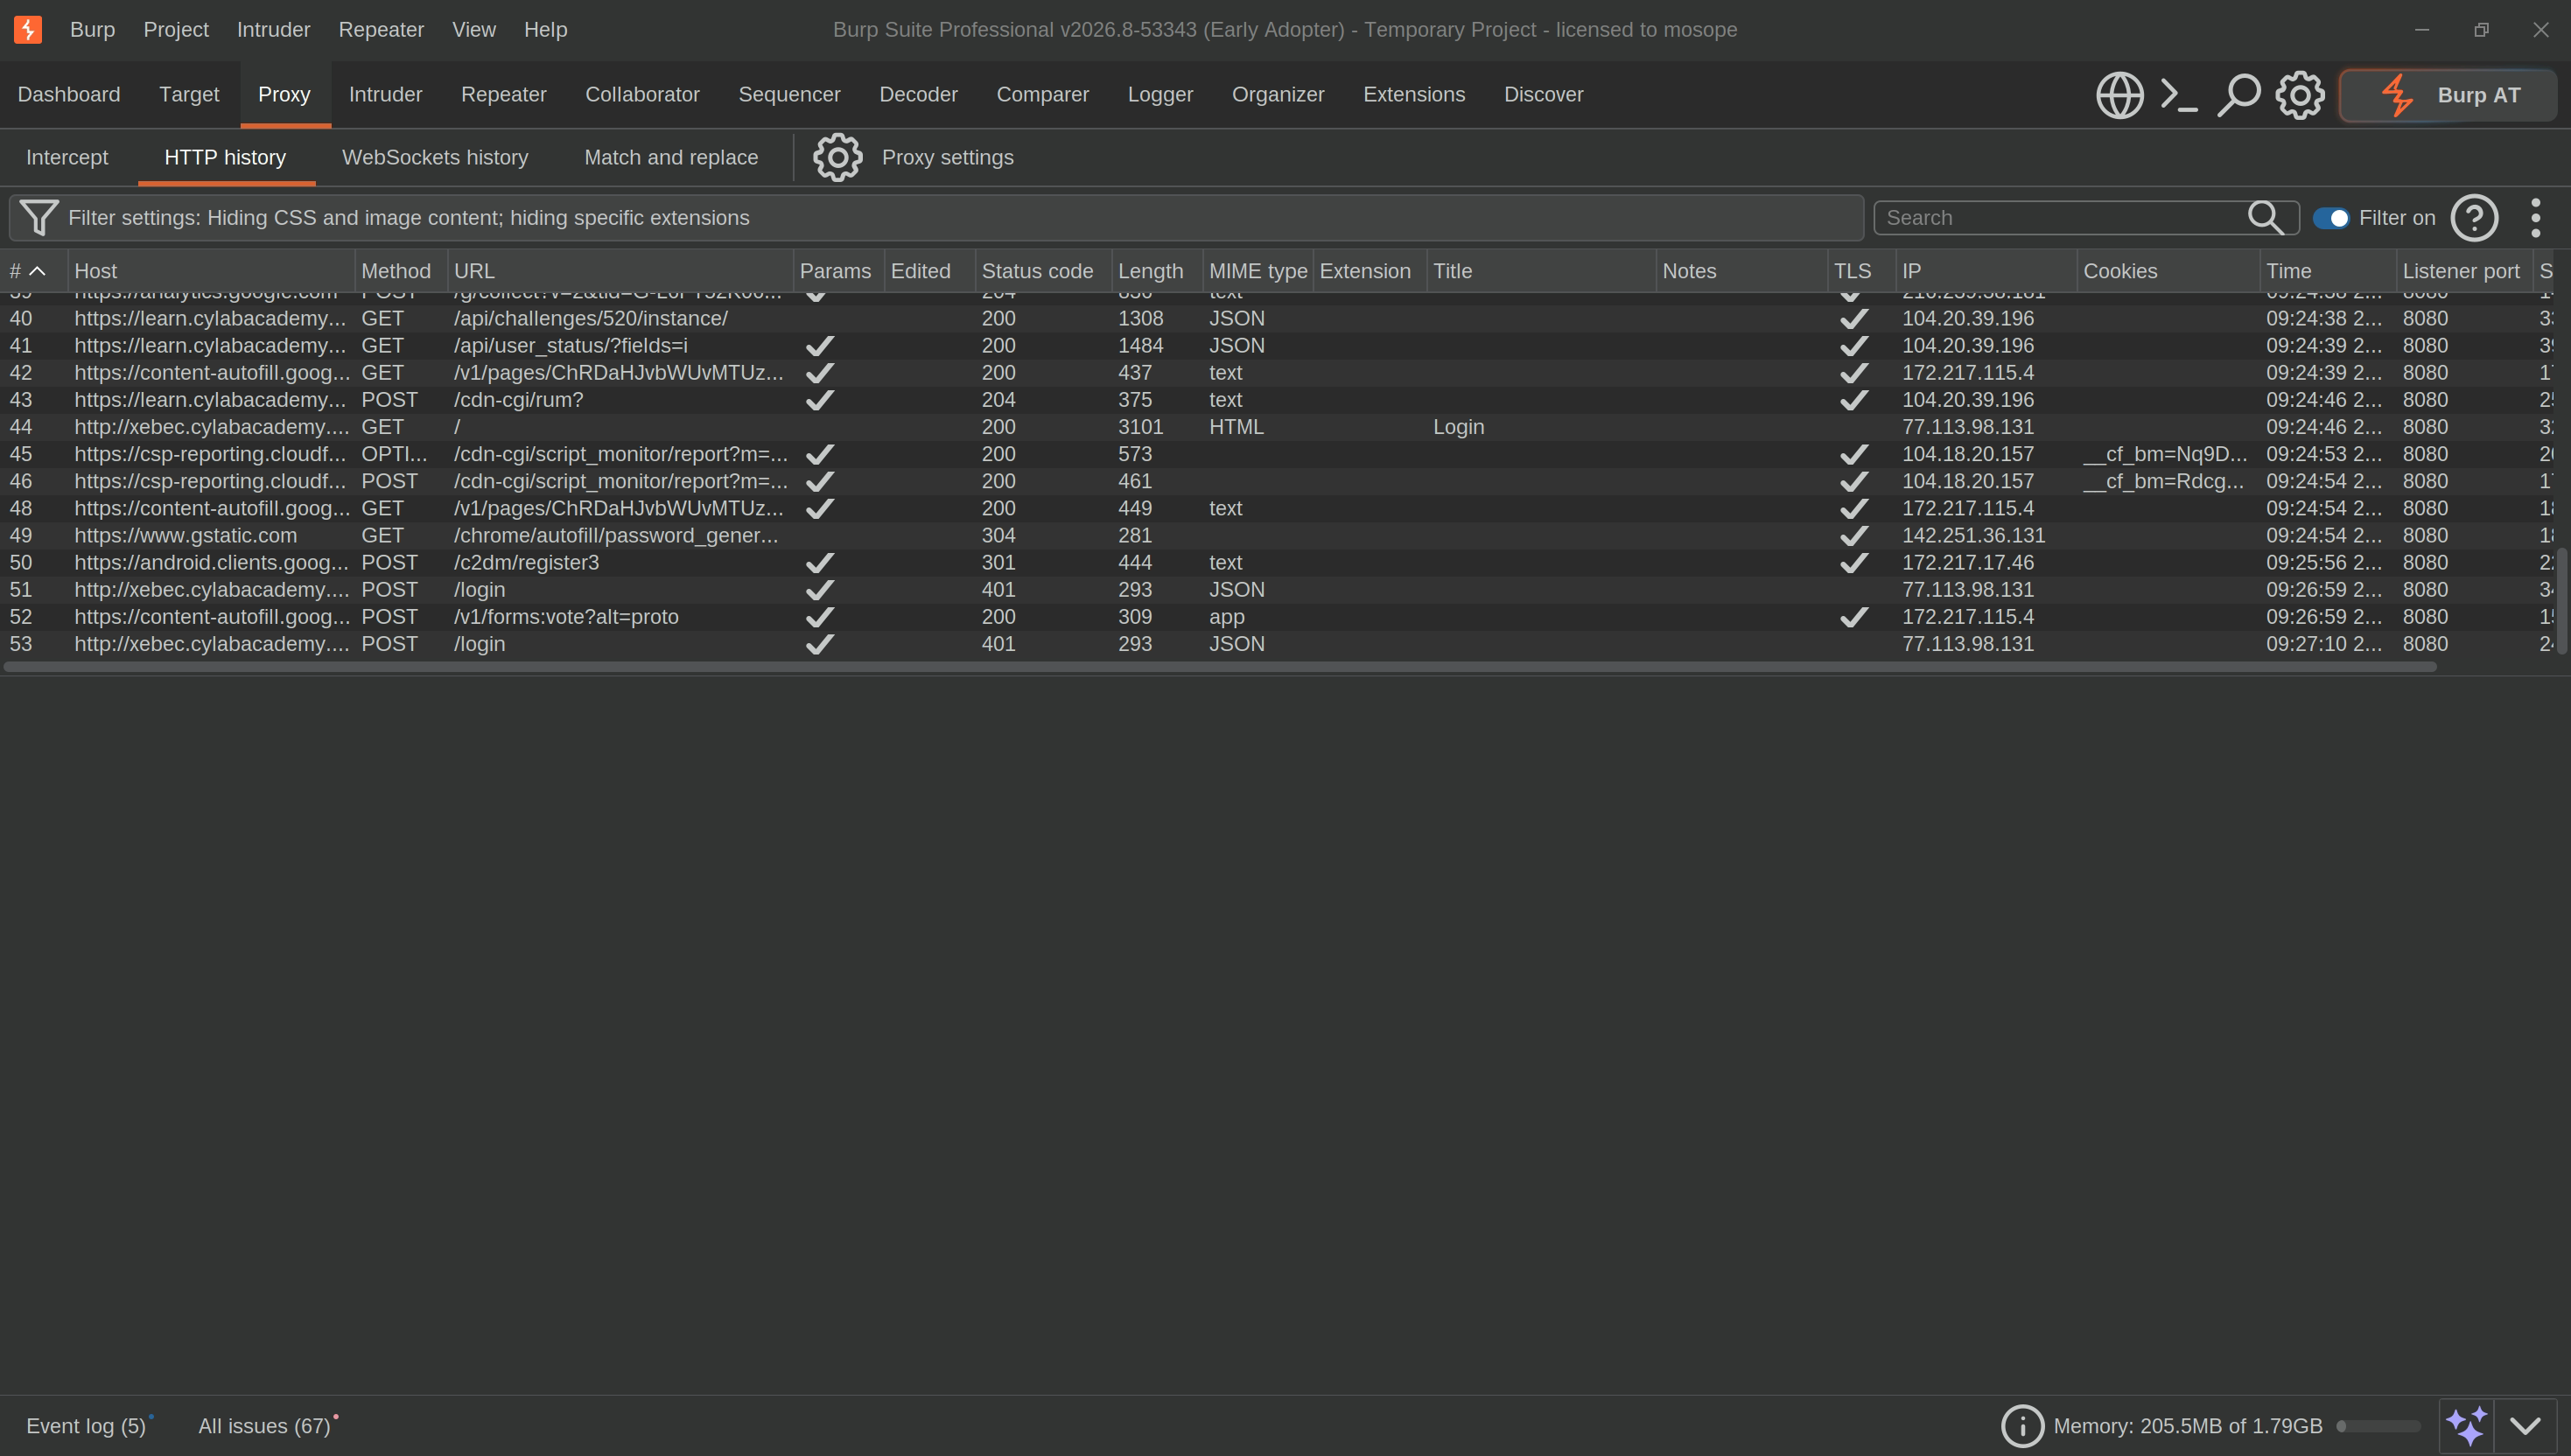 Burp Project Intruder Repeater View Help Burp Suite Professional v2026.8-53343 (Early Adopter) - Temporary Project - licensed to mosope
Dashboard Target Proxy Intruder Repeater Collaborator Sequencer Decoder Comparer Logger Organizer Extensions Discover Burp AT
Intercept HTTP history WebSockets history Match and replace Proxy settings
Filter settings: Hiding CSS and image content; hiding specific extensions Search Filter on
# Host Method URL Params Edited Status code Length MIME type Extension Title Notes TLS IP Cookies Time Listener port S
40 https://learn.cylabacademy... GET /api/challenges/520/instance/ 200 1308 JSON 104.20.39.196 09:24:38 2... 8080
41 https://learn.cylabacademy... GET /api/user_status/?fields=i 200 1484 JSON 104.20.39.196 09:24:39 2... 8080
42 https://content-autofill.goog... GET /v1/pages/ChRDaHJvbWUvMTUz... 200 437 text 172.217.115.4 09:24:39 2... 8080
43 https://learn.cylabacademy... POST /cdn-cgi/rum? 204 375 text 104.20.39.196 09:24:46 2... 8080
44 http://xebec.cylabacademy.... GET / 200 3101 HTML Login 77.113.98.131 09:24:46 2... 8080
45 https://csp-reporting.cloudf... OPTI... /cdn-cgi/script_monitor/report?m=... 200 573 104.18.20.157 __cf_bm=Nq9D... 09:24:53 2... 8080
46 https://csp-reporting.cloudf... POST /cdn-cgi/script_monitor/report?m=... 200 461 104.18.20.157 __cf_bm=Rdcg... 09:24:54 2... 8080
48 https://content-autofill.goog... GET /v1/pages/ChRDaHJvbWUvMTUz... 200 449 text 172.217.115.4 09:24:54 2... 8080
49 https://www.gstatic.com GET /chrome/autofill/password_gener... 304 281 142.251.36.131 09:24:54 2... 8080
50 https://android.clients.goog... POST /c2dm/register3 301 444 text 172.217.17.46 09:25:56 2... 8080
51 http://xebec.cylabacademy.... POST /login 401 293 JSON 77.113.98.131 09:26:59 2... 8080
52 https://content-autofill.goog... POST /v1/forms:vote?alt=proto 200 309 app 172.217.115.4 09:26:59 2... 8080
53 http://xebec.cylabacademy.... POST /login 401 293 JSON 77.113.98.131 09:27:10 2... 8080
Event log (5) All issues (67) Memory: 205.5MB of 1.79GB